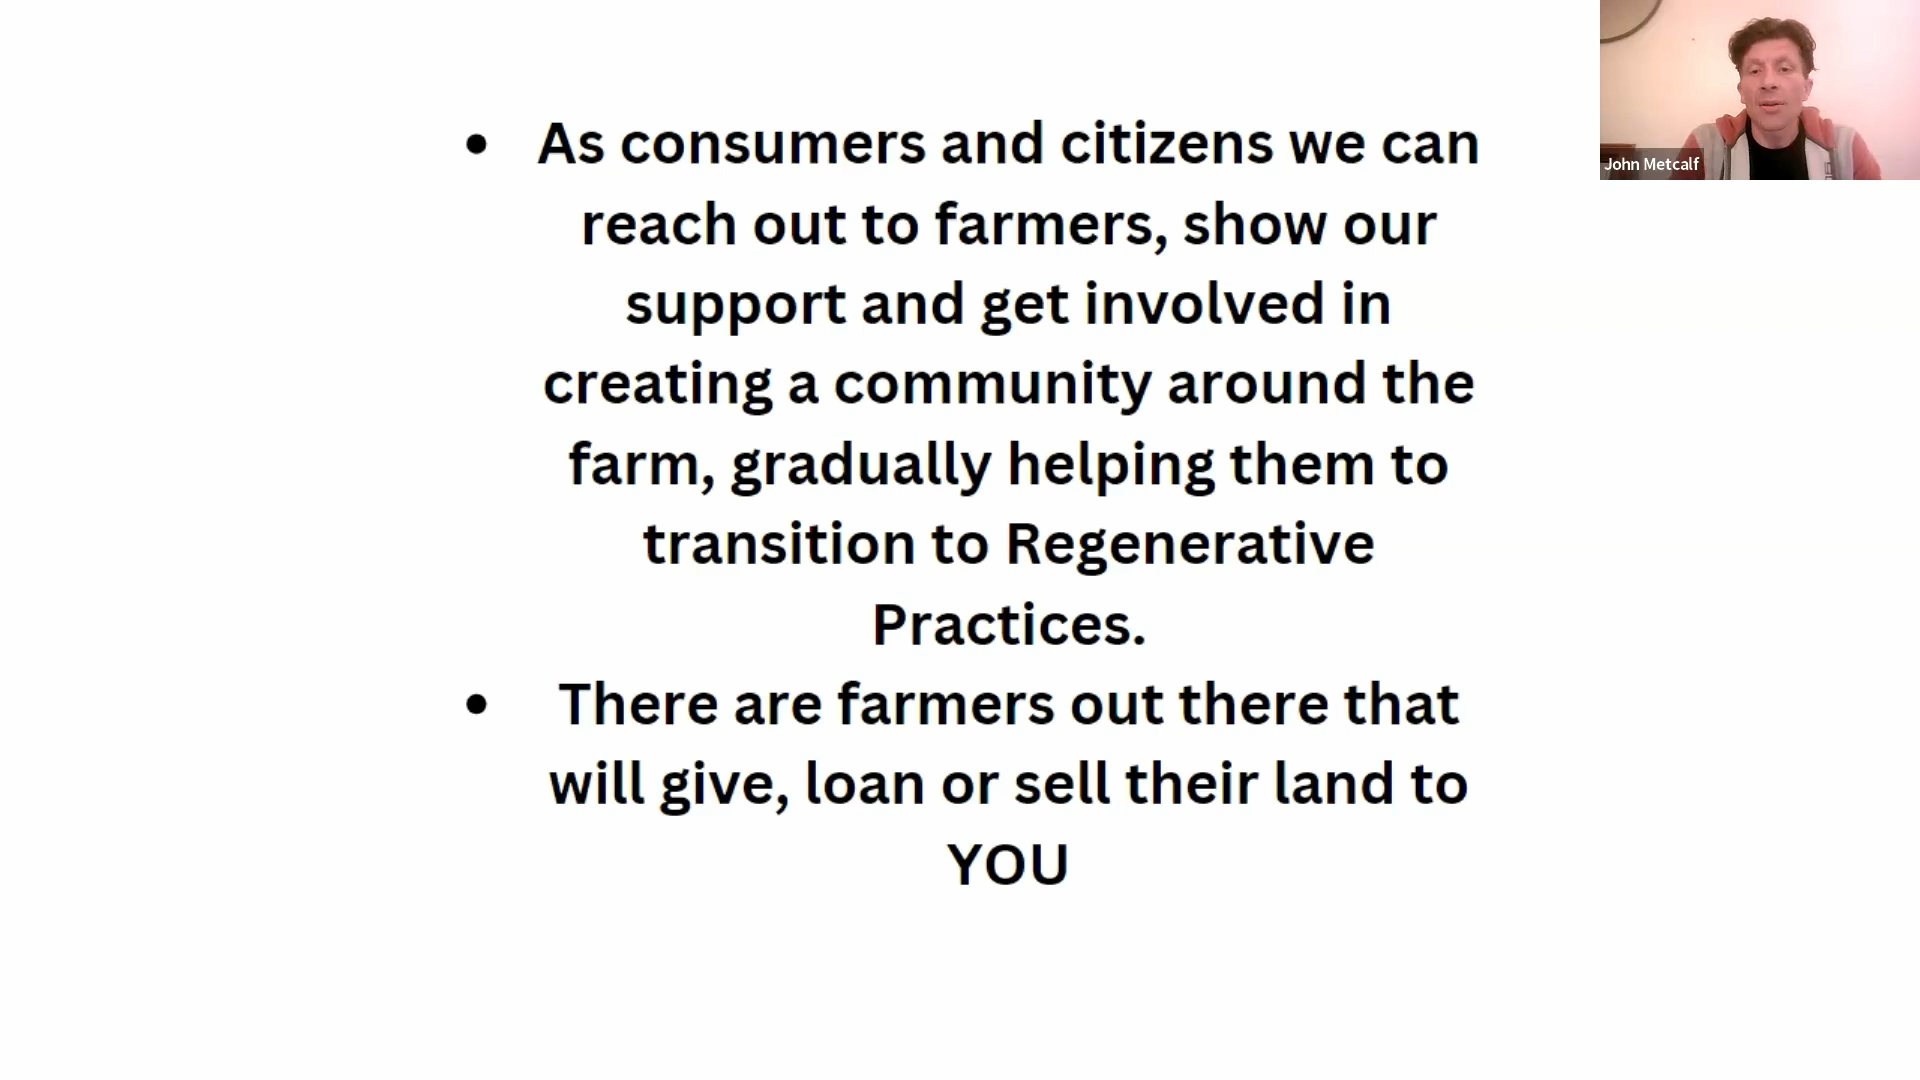 • As consumers and citizens we can
reach out to farmers, show our
support and get involved in
creating a community around the
farm, gradually helping them to
transition to Regenerative
Practices.
• There are farmers out there that
will give, loan or sell their land to
YOU
John Metcalf